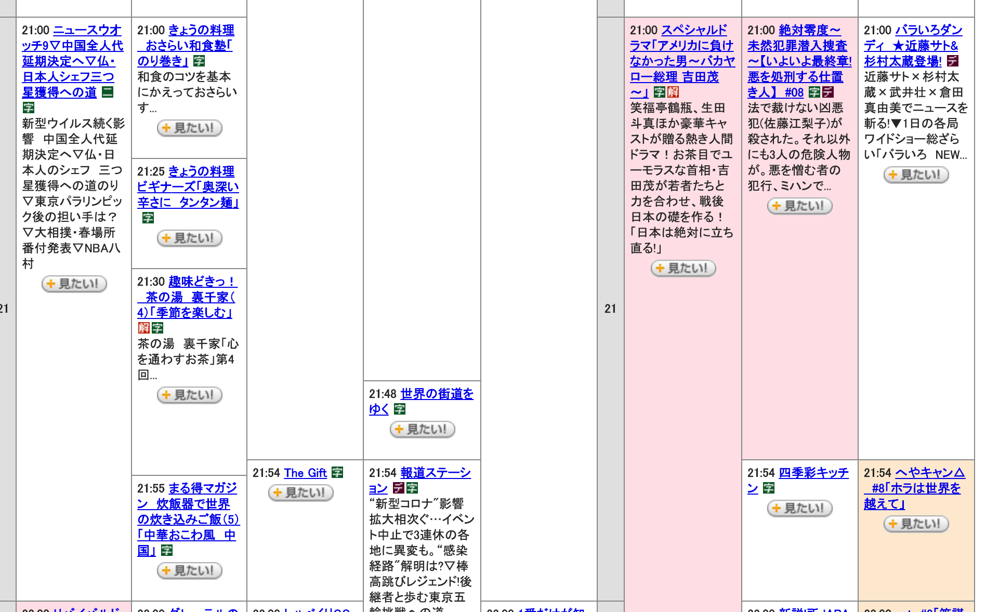 21
21:00 ニュースウオ
ッチ9▽中国全人代
延期決定へ▽仏・
日本人シェフ三つ
星獲得への道 二
字
新型ウイルス続く影
響　中国全人代延
期決定へ▽仏・日
本人のシェフ　三つ
星獲得への道のり
▽東京パラリンピッ
ク後の担い手は？
▽大相撲・春場所
番付発表▽NBA八
村
+ 見たい!
21:00 きょうの料理
　おさらい和食塾「
のり巻き」 字
和食のコツを基本
にかえっておさらい
す...
+ 見たい!
21:25 きょうの料理
ビギナーズ「奥深い
辛さに　タンタン麺」
字
+ 見たい!
21:30 趣味どきっ！
　茶の湯　裏千家（
4）「季節を楽しむ」
解 字
茶の湯　裏千家「心
を通わすお茶」第4
回...
+ 見たい!
21:55 まる得マガジ
ン　炊飯器で世界
の炊き込みご飯（5）
「中華おこわ風　中
国」 字
+ 見たい!
21:54 The Gift 字
+ 見たい!
21:48 世界の街道を
ゆく 字
+ 見たい!
21:54 報道ステーシ
ョン デ 字
“新型コロナ”影響
拡大相次ぐ…イベン
ト中止で3連休の各
地に異変も。“感染
経路”解明は?▽棒
高跳びレジェンド!後
継者と歩む東京五
輪挑戦への道
21
21:00 スペシャルド
ラマ「アメリカに負け
なかった男～バカヤ
ロー総理 吉田茂
～」 字 解
笑福亭鶴瓶、生田
斗真ほか豪華キャ
ストが贈る熱き人間
ドラマ！お茶目でユ
ーモラスな首相・吉
田茂が若者たちと
力を合わせ、戦後
日本の礎を作る！
「日本は絶対に立ち
直る!」
+ 見たい!
21:00 絶対零度～
未然犯罪潜入捜査
～【いよいよ最終章!
悪を処刑する仕置
き人】　#08 字 デ
法で裁けない凶悪
犯(佐藤江梨子)が
殺された。それ以外
にも3人の危険人物
が。悪を憎む者の
犯行、ミハンで...
+ 見たい!
21:54 四季彩キッチ
ン 字
+ 見たい!
21:00 バラいろダン
ディ　★近藤サト&
杉村太蔵登場! デ
近藤サト×杉村太
蔵×武井壮×倉田
真由美でニュースを
斬る!▼1日の各局
ワイドショー総ざら
い「バラいろ　NEW...
+ 見たい!
21:54 へやキャン△
　#8「ホラは世界を
越えて」
+ 見たい!